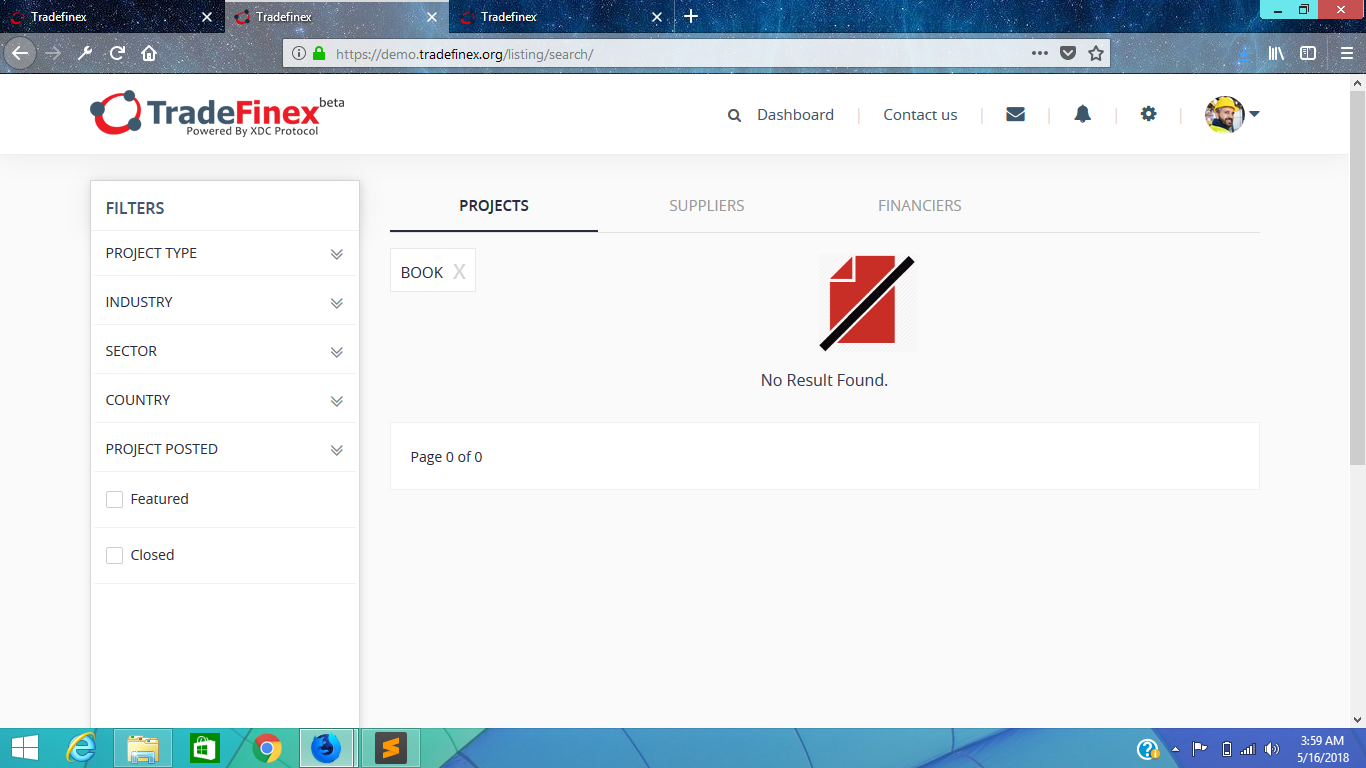 Tradefinex
Tradefinex
Tradefinex
https://demo.tradefinex.org/listing/search/
TradeFinex beta
Powered By XDC Protocol
Dashboard
Contact us
FILTERS
PROJECT TYPE
INDUSTRY
SECTOR
COUNTRY
PROJECT POSTED
Featured
Closed
PROJECTS
SUPPLIERS
FINANCIERS
BOOK X
No Result Found.
Page 0 of 0
3:59 AM
5/16/2018